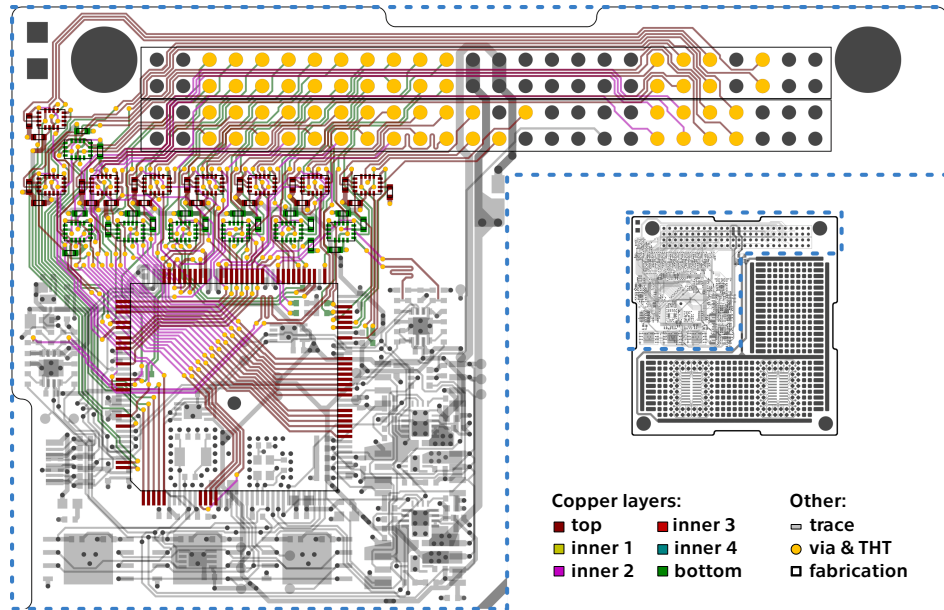 Copper layers:
Other:
top
inner 3
trace
inner 1
inner 4
via & THT
inner 2
bottom
fabrication